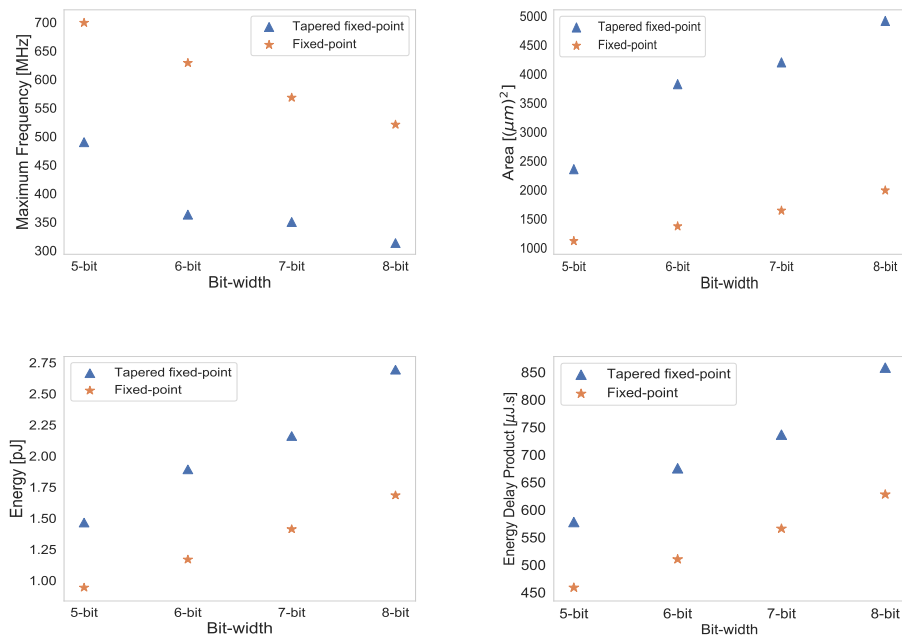 Maximum Frequency [MHz]
700
650
600
550
500
450
400
350
300
Tapered fixed-point
Fixed-point
5-bit 6-bit 7-bit 8-bit
Bit-width
Area [(μm)²]
5000
4500
4000
3500
3000
2500
2000
1500
1000
Tapered fixed-point
Fixed-point
5-bit 6-bit 7-bit 8-bit
Bit-width
Energy [pJ]
2.75
2.50
2.25
2.00
1.75
1.50
1.25
1.00
Tapered fixed-point
Fixed-point
5-bit 6-bit 7-bit 8-bit
Bit-width
Energy Delay Product [μJ.s]
850
800
750
700
650
600
550
500
450
Tapered fixed-point
Fixed-point
5-bit 6-bit 7-bit 8-bit
Bit-width